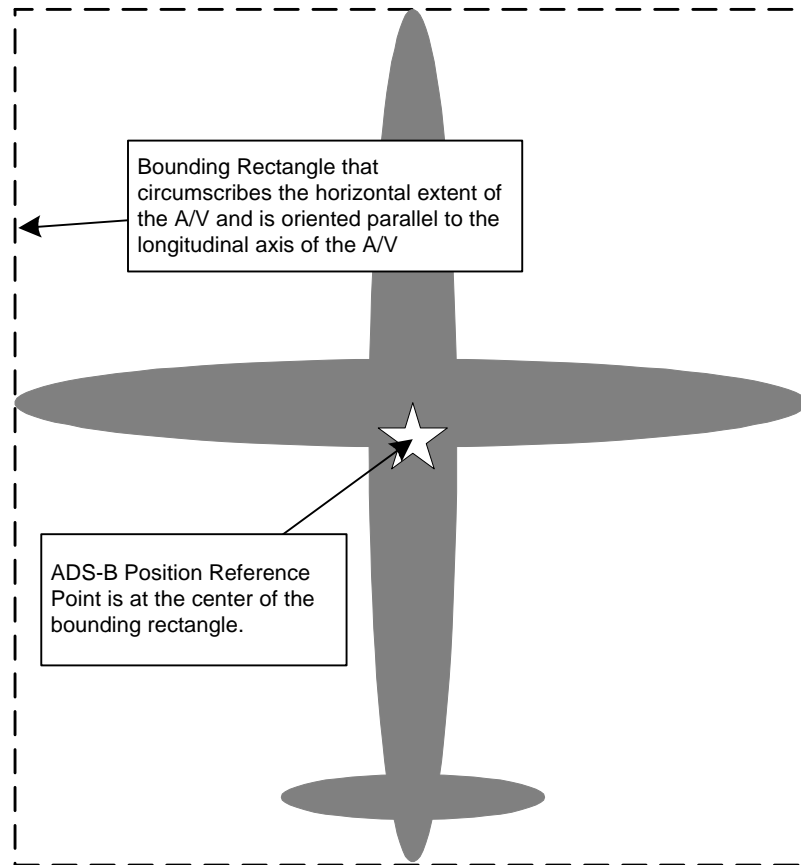 Bounding Rectangle that
circumscribes the horizontal extent of
the A/V and is oriented parallel to the
longitudinal axis of the A/V
ADS-B Position Reference
Point is at the center of the
bounding rectangle.